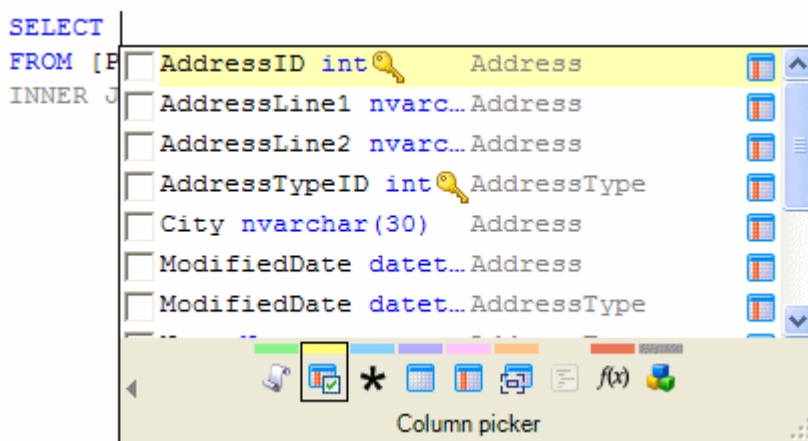 SELECT
FROM [P
INNER J
AddressID int Address
AddressLine1 nvarc… Address
AddressLine2 nvarc… Address
AddressTypeID int AddressType
City nvarchar(30) Address
ModifiedDate datet… Address
ModifiedDate datet… AddressType
f(x)
Column picker